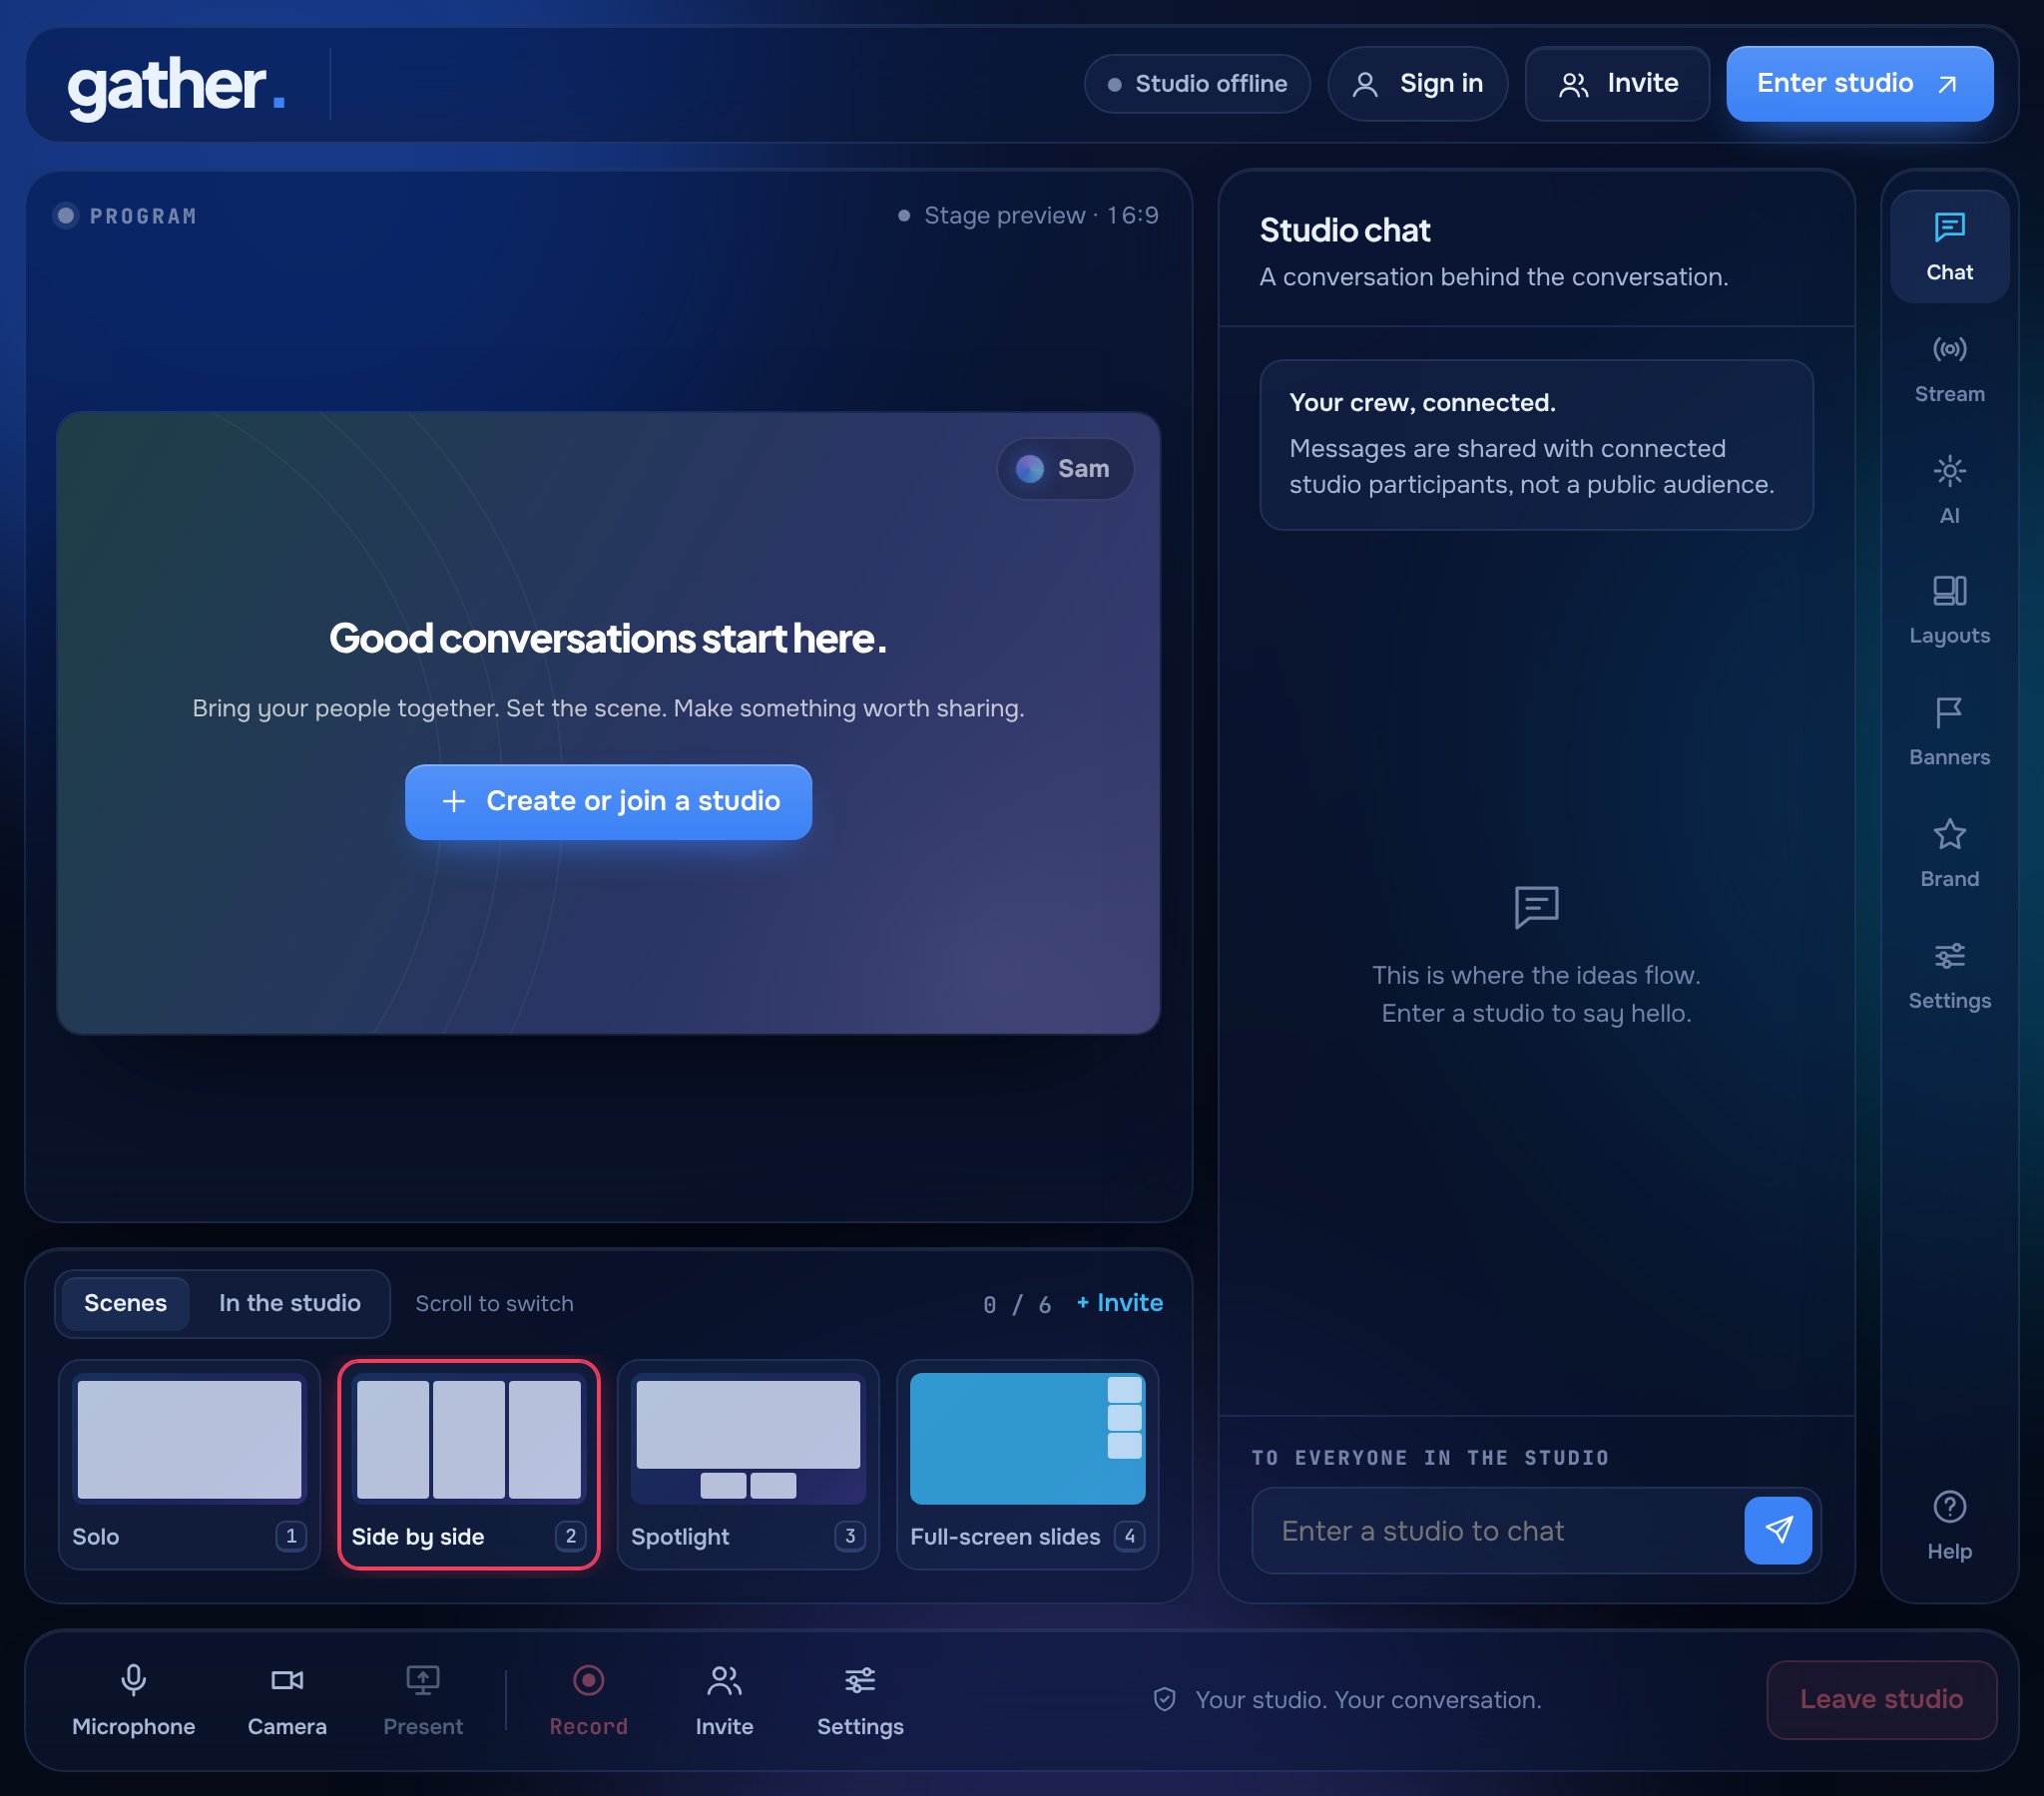 gather.
Studio offline
Sign in
Invite
Enter studio
PROGRAM
Stage preview · 16:9
Sam
Good conversations start here.
Bring your people together. Set the scene. Make something worth sharing.
Create or join a studio
Scenes
In the studio
Scroll to switch
0 / 6
+ Invite
Solo 1
Side by side 2
Spotlight 3
Full-screen slides 4
Studio chat
A conversation behind the conversation.
Your crew, connected.
Messages are shared with connected
studio participants, not a public audience.
This is where the ideas flow.
Enter a studio to say hello.
TO EVERYONE IN THE STUDIO
Enter a studio to chat
Chat
Stream
AI
Layouts
Banners
Brand
Settings
Help
Microphone
Camera
Present
Record
Invite
Settings
Your studio. Your conversation.
Leave studio